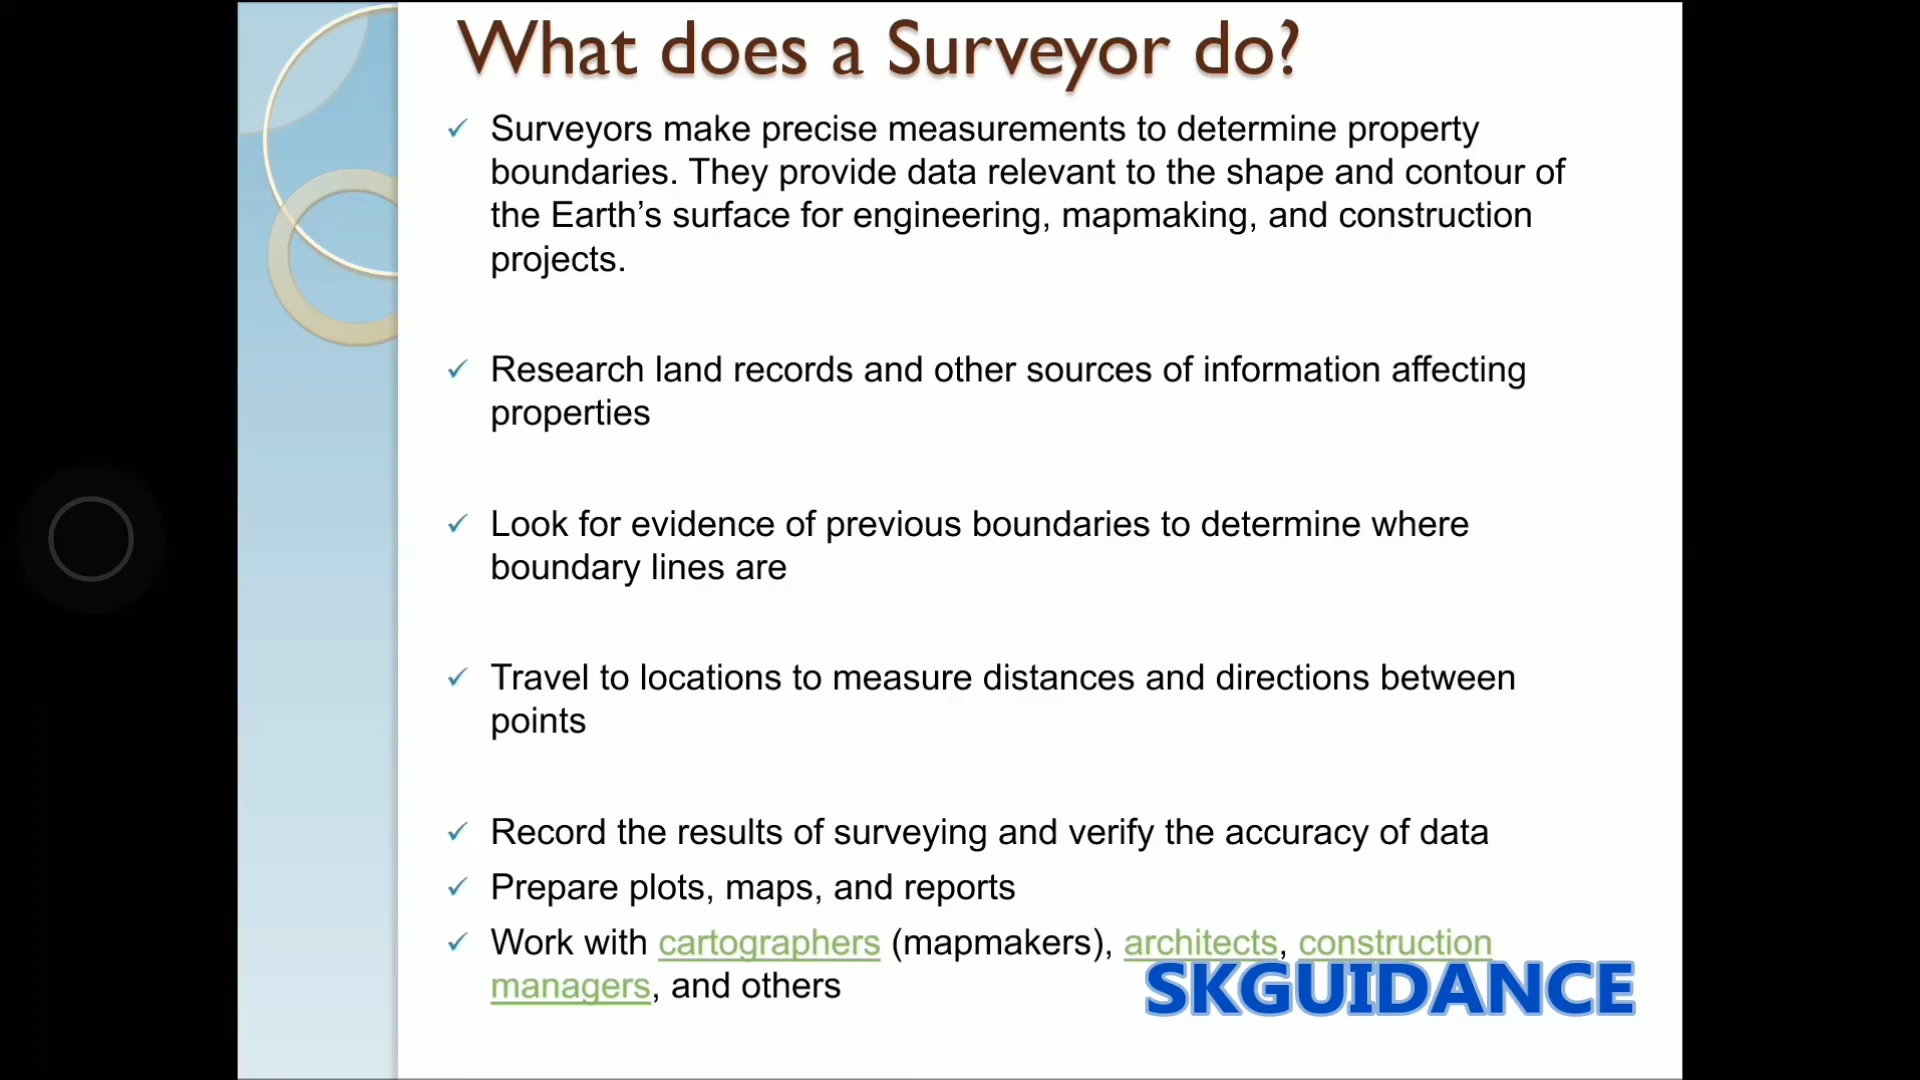 What does a Surveyor do?
Surveyors make precise measurements to determine property
boundaries. They provide data relevant to the shape and contour of
the Earth’s surface for engineering, mapmaking, and construction
projects.
Research land records and other sources of information affecting
properties
Look for evidence of previous boundaries to determine where
boundary lines are
Travel to locations to measure distances and directions between
points
Record the results of surveying and verify the accuracy of data
Prepare plots, maps, and reports
Work with cartographers (mapmakers), architects, construction
managers, and others
SKGUIDANCE